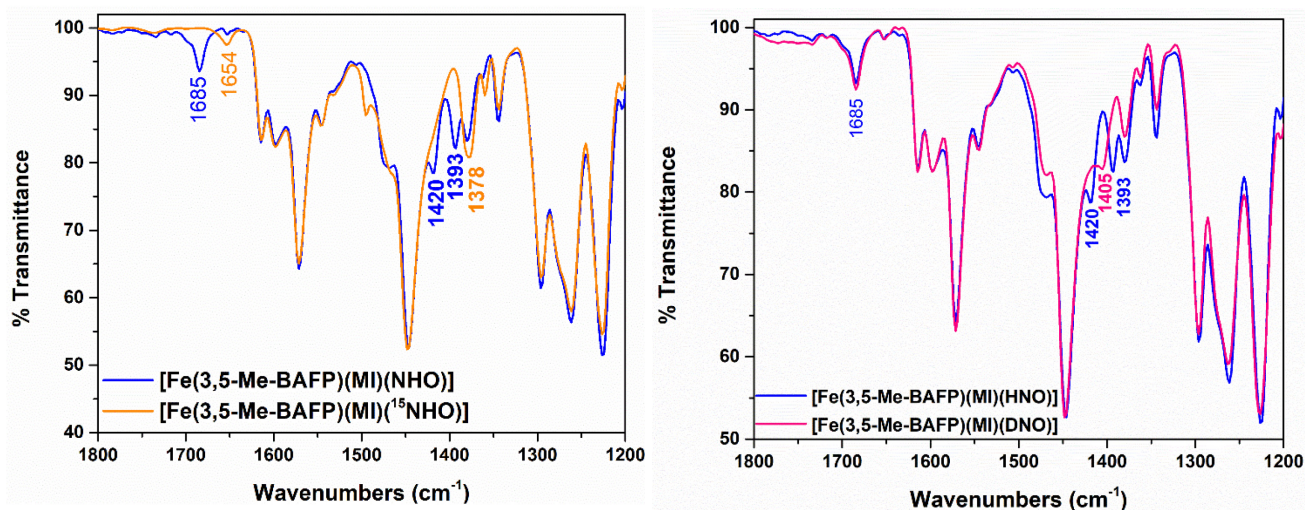 % Transmittance
100
90
80
70
60
50
40
1685
1654
1420
1393
1378
[Fe(3,5-Me-BAFP)(MI)(NHO)]
[Fe(3,5-Me-BAFP)(MI)(¹⁵NHO)]
1800 1600 1500 1400 1300 1200
Wavenumbers (cm⁻¹)
% Transmittance
100
90
80
70
60
50
1685
1420
1405
1393
[Fe(3,5-Me-BAFP)(MI)(HNO)]
[Fe(3,5-Me-BAFP)(MI)(DNO)]
1800 1600 1500 1400 1300 1200
Wavenumbers (cm⁻¹)